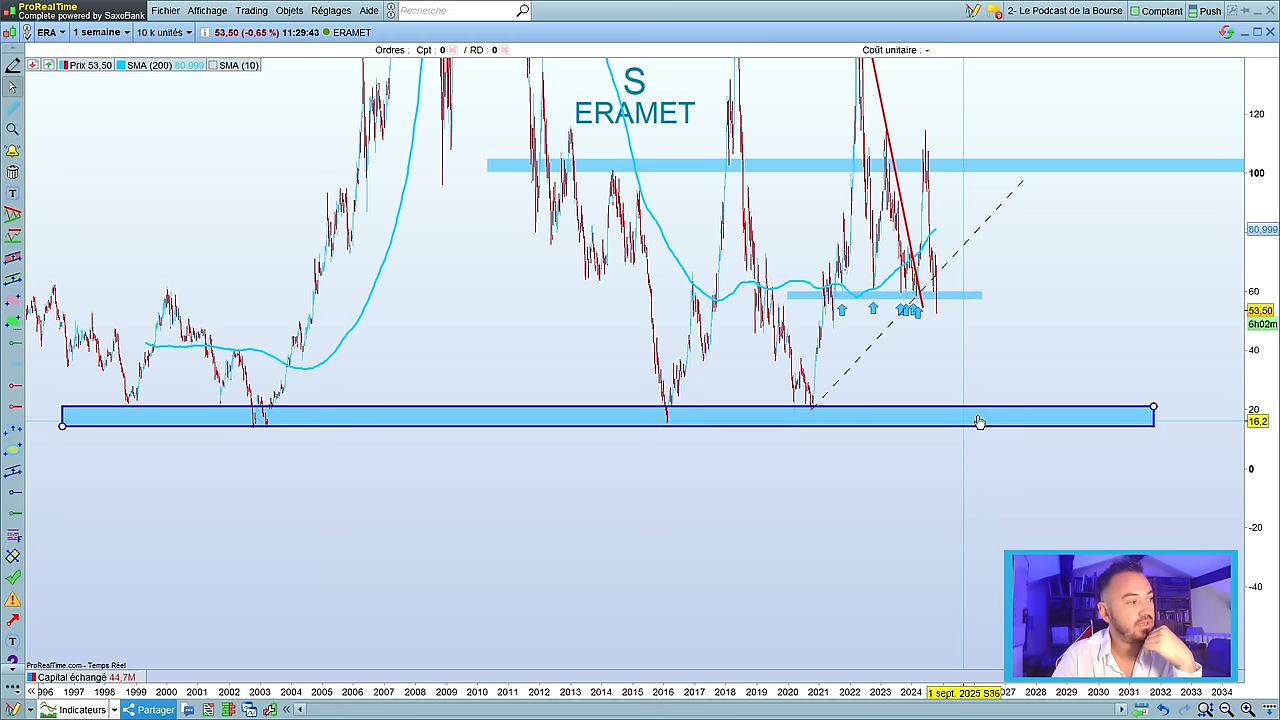 ProRealTime
Complete powered by SaxoBank
Fichier Affichage Trading Objets Réglages Aide
Recherche
2- Le Podcast de la Bourse Comptant Push
ERA 1 semaine 10 k unités 53,50 (-0,65 %) 11:29:43 ERAMET
Ordres : Cpt : 0 / RD : 0 Coût unitaire : -
Prix 53,50 SMA (200) 80,999 SMA (10)
S
ERAMET
120
100
80,999
60
53,50
6h02m
40
20
16,2
0
-20
-40
ProRealTime.com - Temps Réel
Capital échangé 44,7M
996 1997 1998 1999 2000 2001 2002 2003 2004 2005 2006 2007 2008 2009 2010 2011 2012 2013 2014 2015 2016 2017 2018 2019 2020 2021 2022 2023 2024 1 sept. 2025 S36 027 2028 2029 2030 2031 2032 2033 2034
Indicateurs Partager